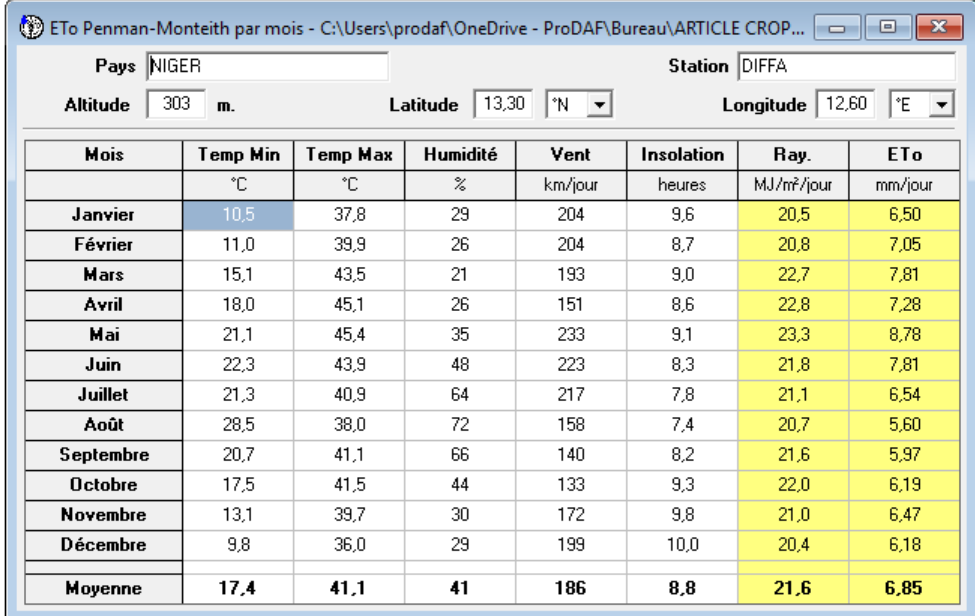 ETo Penman-Monteith par mois - C:\Users\prodaf\OneDrive - ProDAF\Bureau\ARTICLE CROP...
Pays NIGER Station DIFFA
Altitude 303 m. Latitude 13,30 °N Longitude 12,60 °E
Mois Temp Min Temp Max Humidité Vent Insolation Ray. ETo
°C °C % km/jour heures MJ/m²/jour mm/jour
Janvier 10,5 37,8 29 204 9,6 20,5 6,50
Février 11,0 39,9 26 204 8,7 20,8 7,05
Mars 15,1 43,5 21 193 9,0 22,7 7,81
Avril 18,0 45,1 26 151 8,6 22,8 7,28
Mai 21,1 45,4 35 233 9,1 23,3 8,78
Juin 22,3 43,9 48 223 8,3 21,8 7,81
Juillet 21,3 40,9 64 217 7,8 21,1 6,54
Août 28,5 38,0 72 158 7,4 20,7 5,60
Septembre 20,7 41,1 66 140 8,2 21,6 5,97
Octobre 17,5 41,5 44 133 9,3 22,0 6,19
Novembre 13,1 39,7 30 172 9,8 21,0 6,47
Décembre 9,8 36,0 29 199 10,0 20,4 6,18
Moyenne 17,4 41,1 41 186 8,8 21,6 6,85